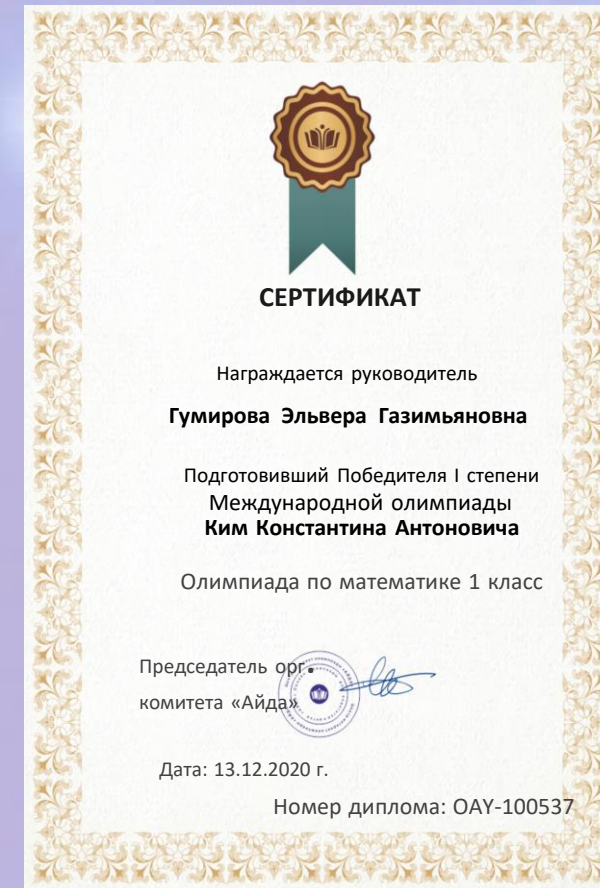 СЕРТИФИКАТ
Награждается руководитель
Гумирова Эльвера Газимьяновна
Подготовивший Победителя I степени
Международной олимпиады
Ким Константина Антоновича
Олимпиада по математике 1 класс
Председатель орг.
комитета «Айда»
Дата: 13.12.2020 г.
Номер диплома: OAY-100537